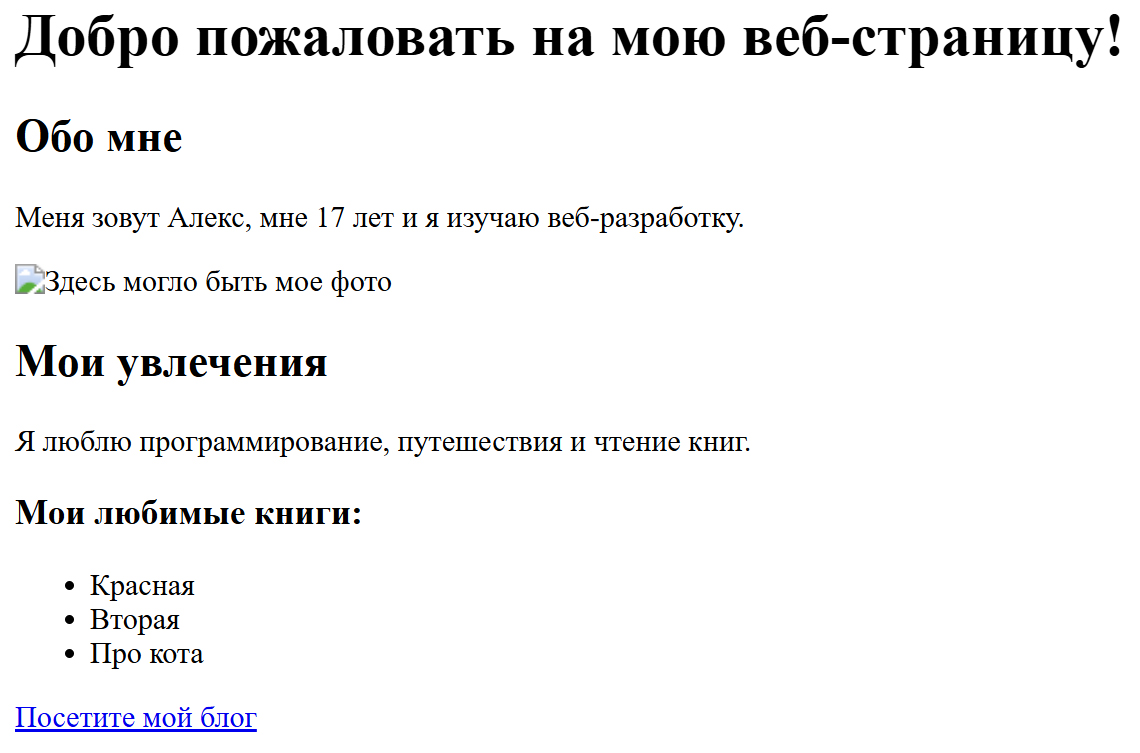 Добро пожаловать на мою веб-страницу!
Обо мне
Меня зовут Алекс, мне 17 лет и я изучаю веб-разработку.
Здесь могло быть мое фото
Мои увлечения
Я люблю программирование, путешествия и чтение книг.
Мои любимые книги:
• Красная
• Вторая
• Про кота
Посетите мой блог